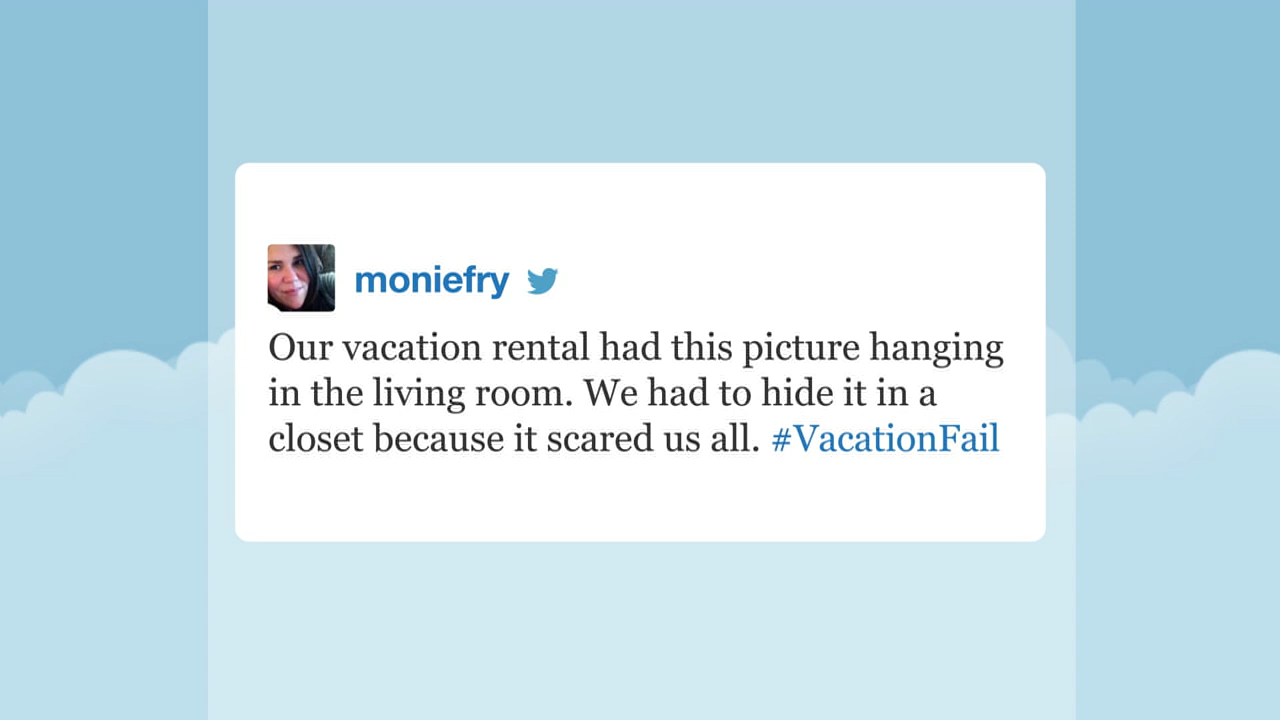 moniefry
Our vacation rental had this picture hanging
in the living room. We had to hide it in a
closet because it scared us all. #VacationFail